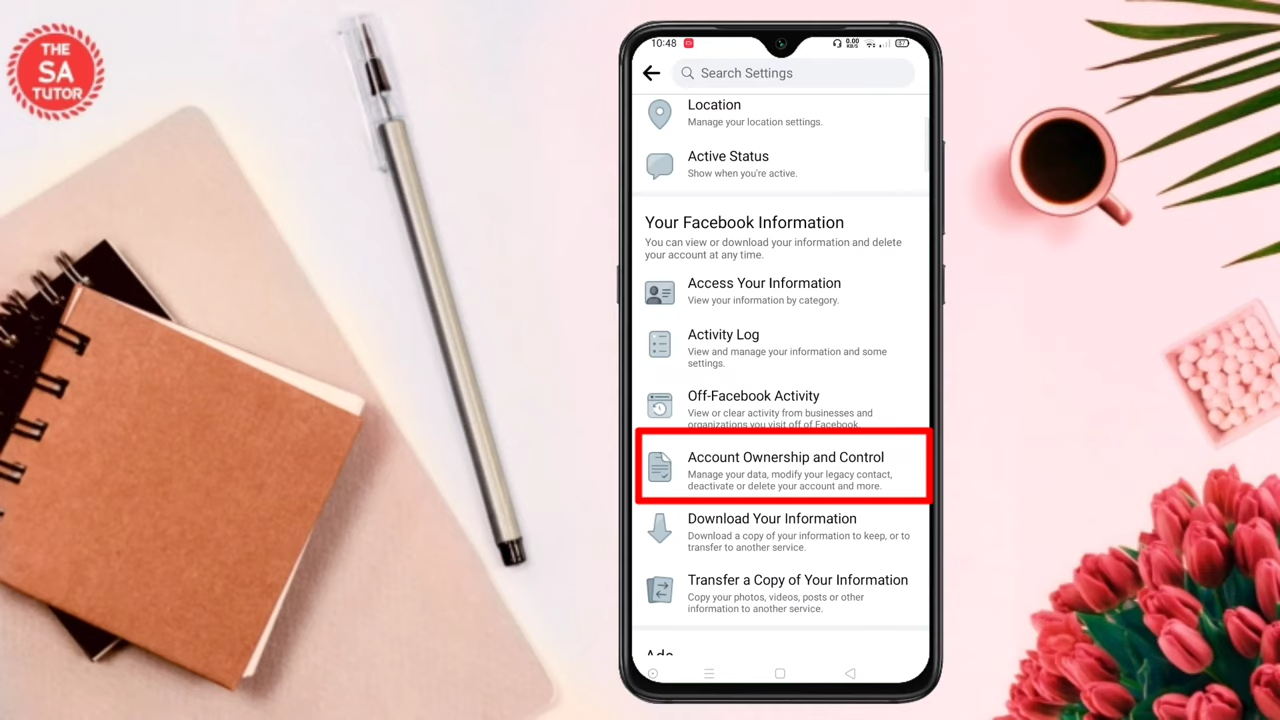 THE
SA
TUTOR
10:48
0.00
KB/S
87
Search Settings
Location
Manage your location settings.
Active Status
Show when you're active.
Your Facebook Information
You can view or download your information and delete
your account at any time.
Access Your Information
View your information by category.
Activity Log
View and manage your information and some
settings.
Off-Facebook Activity
View or clear activity from businesses and
organizations you visit off of Facebook.
Account Ownership and Control
Manage your data, modify your legacy contact,
deactivate or delete your account and more.
Download Your Information
Download a copy of your information to keep, or to
transfer to another service.
Transfer a Copy of Your Information
Copy your photos, videos, posts or other
information to another service.
Ads